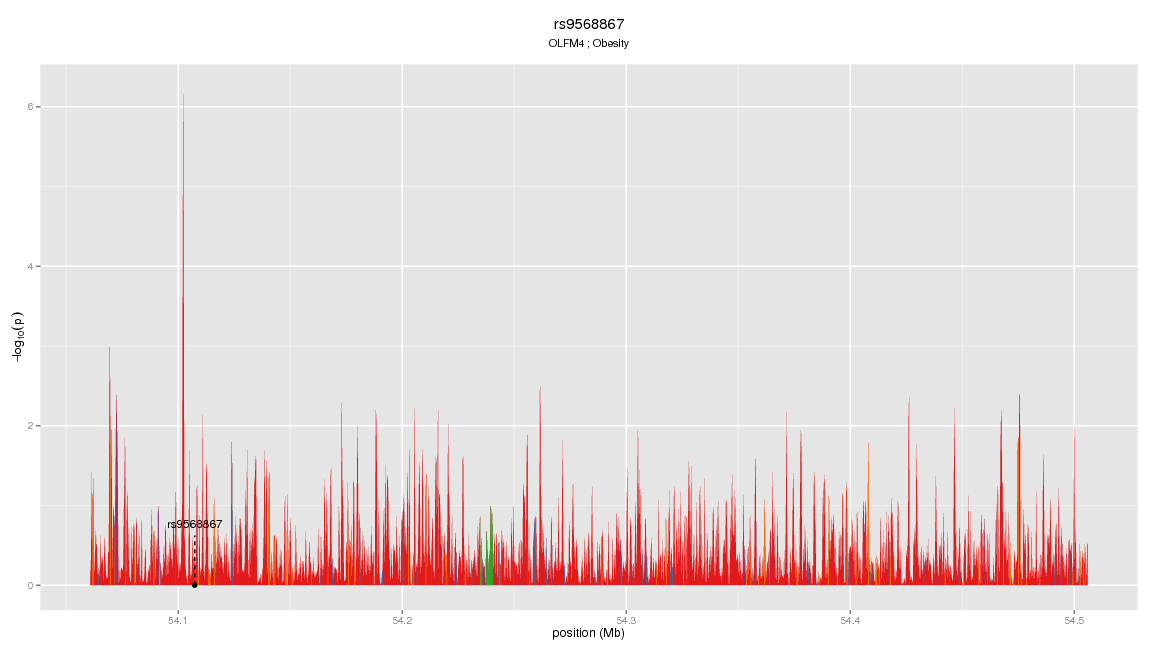 rs9568867
OLFM4 ; Obesity
6
4
2
0
−log10(p)
rs9568867
54.1 54.2 54.3 54.4 54.5
position (Mb)